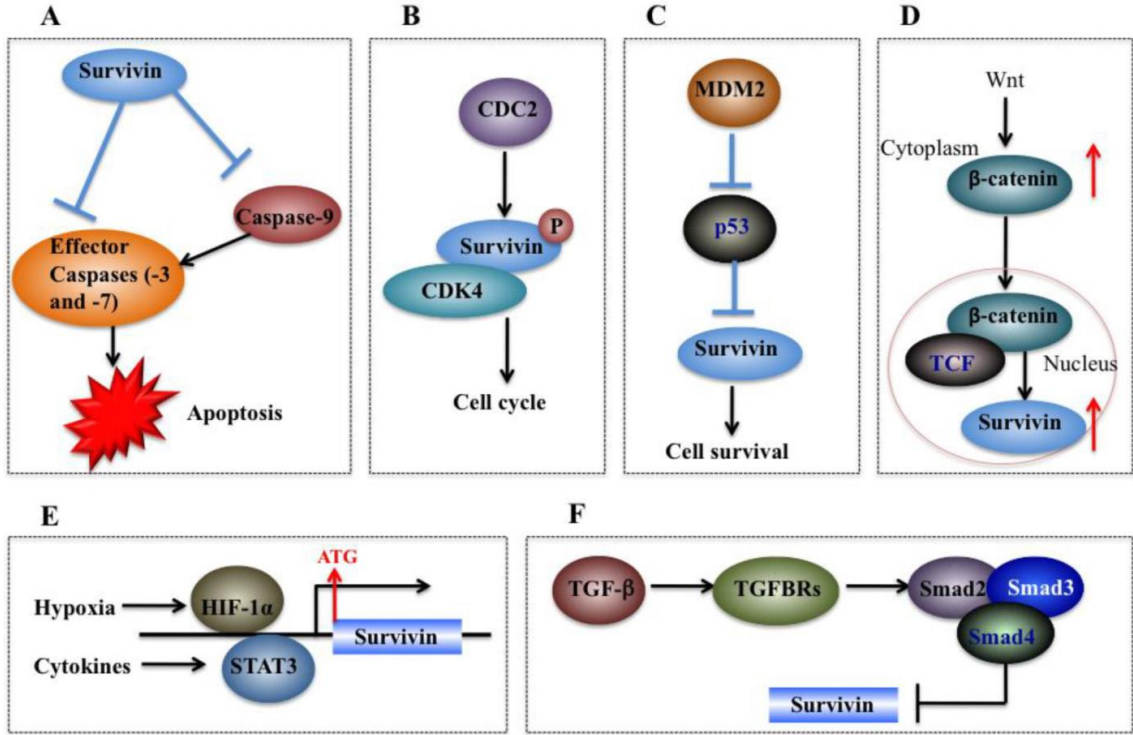 A
Survivin
Caspase-9
Effector
Caspases (-3
and -7)
Apoptosis
B
CDC2
P
Survivin
CDK4
Cell cycle
C
MDM2
p53
Survivin
Cell survival
D
Wnt
Cytoplasm
β-catenin
β-catenin
TCF
Nucleus
Survivin
E
ATG
Hypoxia
HIF-1α
Survivin
Cytokines
STAT3
F
TGF-β
TGFBRs
Smad2
Smad3
Smad4
Survivin